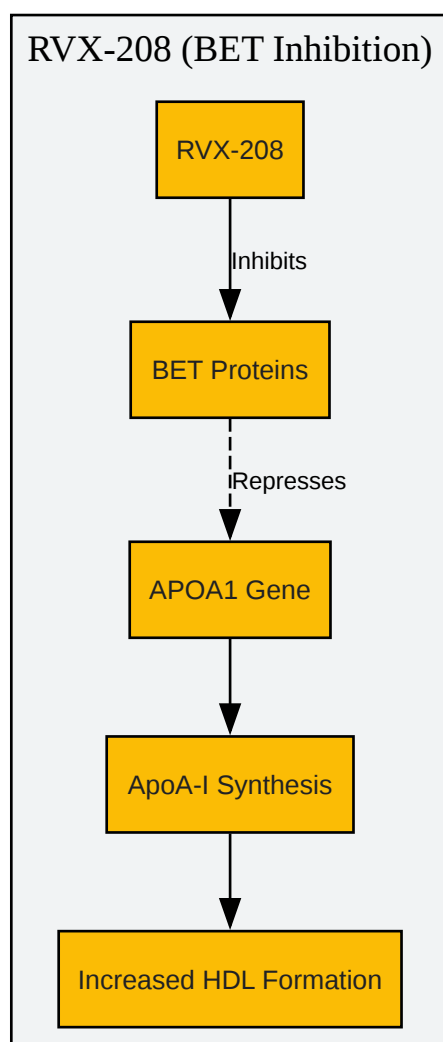 RVX-208 (BET Inhibition)
RVX-208
Inhibits
BET Proteins
Represses
APOA1 Gene
ApoA-I Synthesis
Increased HDL Formation